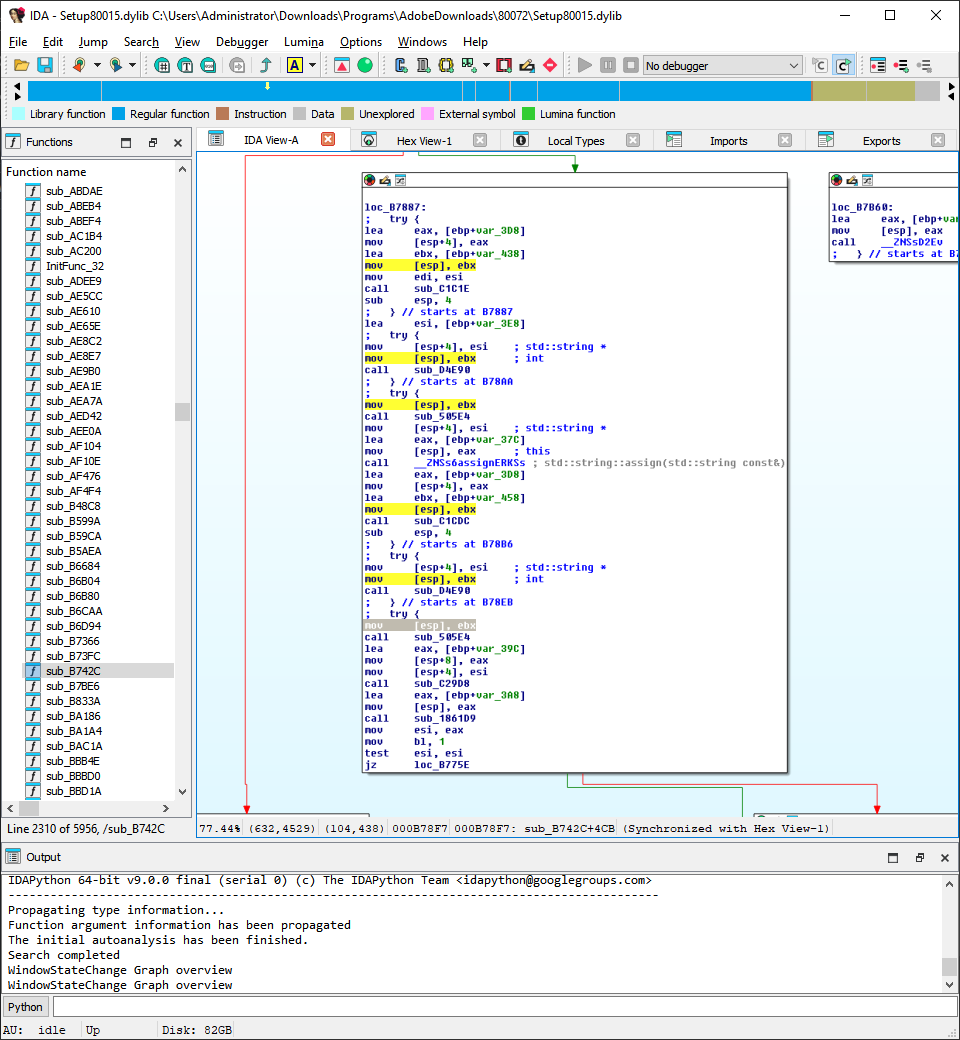 IDA - Setup80015.dylib C:\Users\Administrator\Downloads\Programs\AdobeDownloads\80072\Setup80015.dylib
File Edit Jump Search View Debugger Lumina Options Windows Help
No debugger
Library function Regular function Instruction Data Unexplored External symbol Lumina function
Functions
IDA View-A Hex View-1 Local Types Imports Exports
Function name
sub_ABDAE
sub_ABEB4
sub_ABEF4
sub_AC1B4
sub_AC200
InitFunc_32
sub_ADEE9
sub_AE5CC
sub_AE610
sub_AE65E
sub_AE8C2
sub_AE8E7
sub_AE9B0
sub_AEA1E
sub_AEA7A
sub_AED42
sub_AEE0A
sub_AF104
sub_AF10E
sub_AF476
sub_AF4F4
sub_B48C8
sub_B599A
sub_B59CA
sub_B5AEA
sub_B6684
sub_B6B04
sub_B6B80
sub_B6CAA
sub_B6D94
sub_B7366
sub_B73FC
sub_B742C
sub_B7BE6
sub_B833A
sub_BA186
sub_BA1A4
sub_BAC1A
sub_BBB4E
sub_BBBD0
sub_BBD1A
Line 2310 of 5956, /sub_B742C
loc_B7887:
;   try {
lea eax, [ebp+var_3D8]
mov [esp+4], eax
lea ebx, [ebp+var_438]
mov [esp], ebx
mov edi, esi
call sub_C1C1E
sub esp, 4
;   } // starts at B7887
lea esi, [ebp+var_3E8]
;   try {
mov [esp+4], esi ; std::string *
mov [esp], ebx ; int
call sub_D4E90
;   } // starts at B78AA
;   try {
mov [esp], ebx
call sub_505E4
mov [esp+4], esi ; std::string *
lea eax, [ebp+var_37C]
mov [esp], eax ; this
call __ZNSs6assignERKSs ; std::string::assign(std::string const&)
lea eax, [ebp+var_3D8]
mov [esp+4], eax
lea ebx, [ebp+var_458]
mov [esp], ebx
call sub_C1CDC
sub esp, 4
;   } // starts at B78B6
;   try {
mov [esp+4], esi ; std::string *
mov [esp], ebx ; int
call sub_D4E90
;   } // starts at B78EB
;   try {
mov [esp], ebx
call sub_505E4
lea eax, [ebp+var_39C]
mov [esp+8], eax
mov [esp+4], esi
call sub_C29D8
lea eax, [ebp+var_3A8]
mov [esp], eax
call sub_1861D9
mov esi, eax
mov bl, 1
test esi, esi
jz loc_B775E
loc_B7B60:
lea eax, [ebp+var
mov [esp], eax
call __ZNSsD2Ev
;   } // starts at B7
77.44% (632,4529) (104,438) 000B78F7 000B78F7: sub_B742C+4CB (Synchronized with Hex View-1)
Output
IDAPython 64-bit v9.0.0 final (serial 0) (c) The IDAPython Team <idapython@googlegroups.com>
-----------------------------------------------------------------------------------------
Propagating type information...
Function argument information has been propagated
The initial autoanalysis has been finished.
Search completed
WindowStateChange Graph overview
WindowStateChange Graph overview
Python
AU: idle Up Disk: 82GB